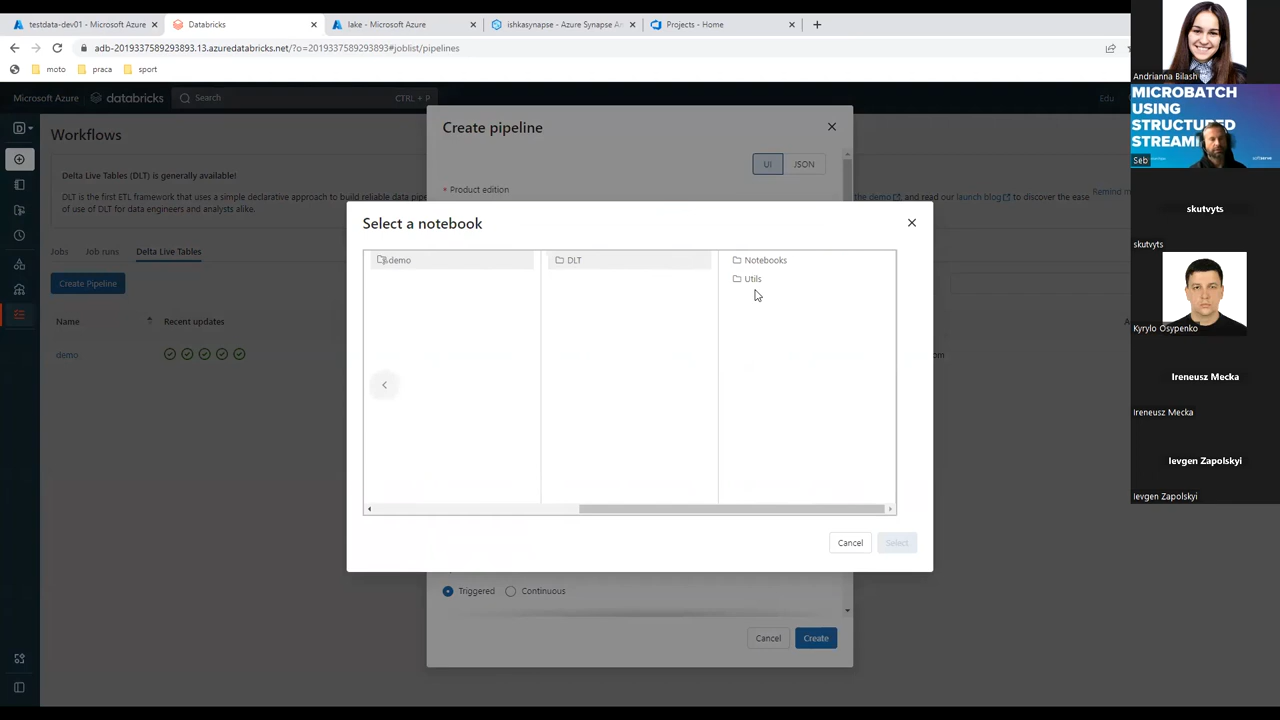 testdata-dev01 - Microsoft Azure
Databricks
lake - Microsoft Azure
ishkasynapse - Azure Synapse An
Projects - Home
adb-2019337589293893.13.azuredatabricks.net/?o=2019337589293893#joblist/pipelines
moto
praca
sport
Microsoft Azure
databricks
Search
CTRL + P
Edu
Workflows
Delta Live Tables (DLT) is generally available!
DLT is the first ETL framework that uses a simple declarative approach to build reliable data pipe
the demo, and read our launch blog to discover the ease
of use of DLT for data engineers and analysts alike.
Remind m
Jobs
Job runs
Delta Live Tables
Create Pipeline
Name
Recent updates
demo
om
Create pipeline
UI
JSON
* Product edition
Select a notebook
demo
DLT
Notebooks
Utils
Cancel
Select
Triggered
Continuous
Cancel
Create
Andrianna Bilash
MICROBATCH
USING
STRUCTURED
STREAMI
Seb
skutvyts
skutvyts
Kyrylo Osypenko
Ireneusz Mecka
Ireneusz Mecka
Ievgen Zapolskyi
Ievgen Zapolskyi